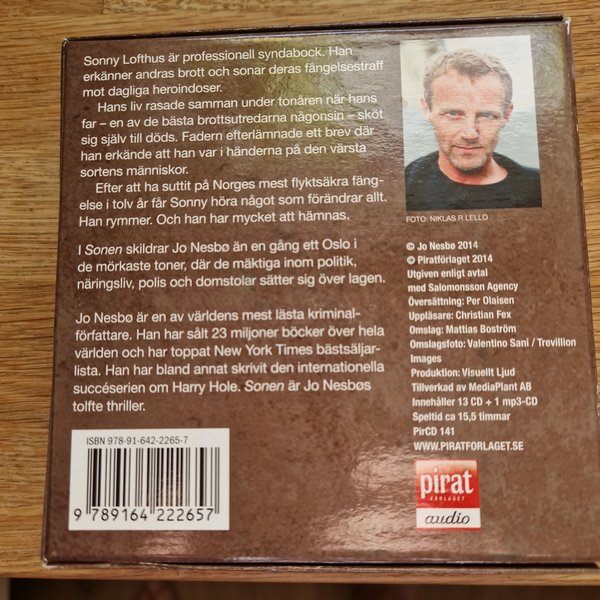 Sonny Lofthus är professionell syndabock. Han
erkänner andras brott och sonar deras fängelsestraff
mot dagliga heroindoser.
Hans liv rasade samman under tonåren när hans
far – en av de bästa brottsutredarna någonsin – sköt
sig själv till döds. Fadern efterlämnade ett brev där
han erkände att han var i händerna på den värsta
sortens människor.
Efter att ha suttit på Norges mest flyktsäkra fäng-
else i tolv år får Sonny höra något som förändrar allt.
Han rymmer. Och han har mycket att hämnas.
I Sonen skildrar Jo Nesbø än en gång ett Oslo i
de mörkaste toner, där de mäktiga inom politik,
näringsliv, polis och domstolar sätter sig över lagen.
Jo Nesbø är en av världens mest lästa kriminal-
författare. Han har sålt 23 miljoner böcker över hela
världen och har toppat New York Times bästsäljar-
lista. Han har bland annat skrivit den internationella
succéserien om Harry Hole. Sonen är Jo Nesbøs
tolfte thriller.
ISBN 978-91-642-2265-7
9 789164 222657
FOTO: NIKLAS R LELLO
© Jo Nesbø 2014
© Piratförlaget 2014
Utgiven enligt avtal
med Salomonsson Agency
Översättning: Per Olaisen
Uppläsare: Christian Fex
Omslag: Mattias Boström
Omslagsfoto: Valentino Sani / Trevillion
Images
Produktion: Visuellt Ljud
Tillverkad av MediaPlant AB
Innehåller 13 CD + 1 mp3-CD
Speltid ca 15,5 timmar
PirCD 141
WWW.PIRATFORLAGET.SE
pirat
FÖRLAGET
audio